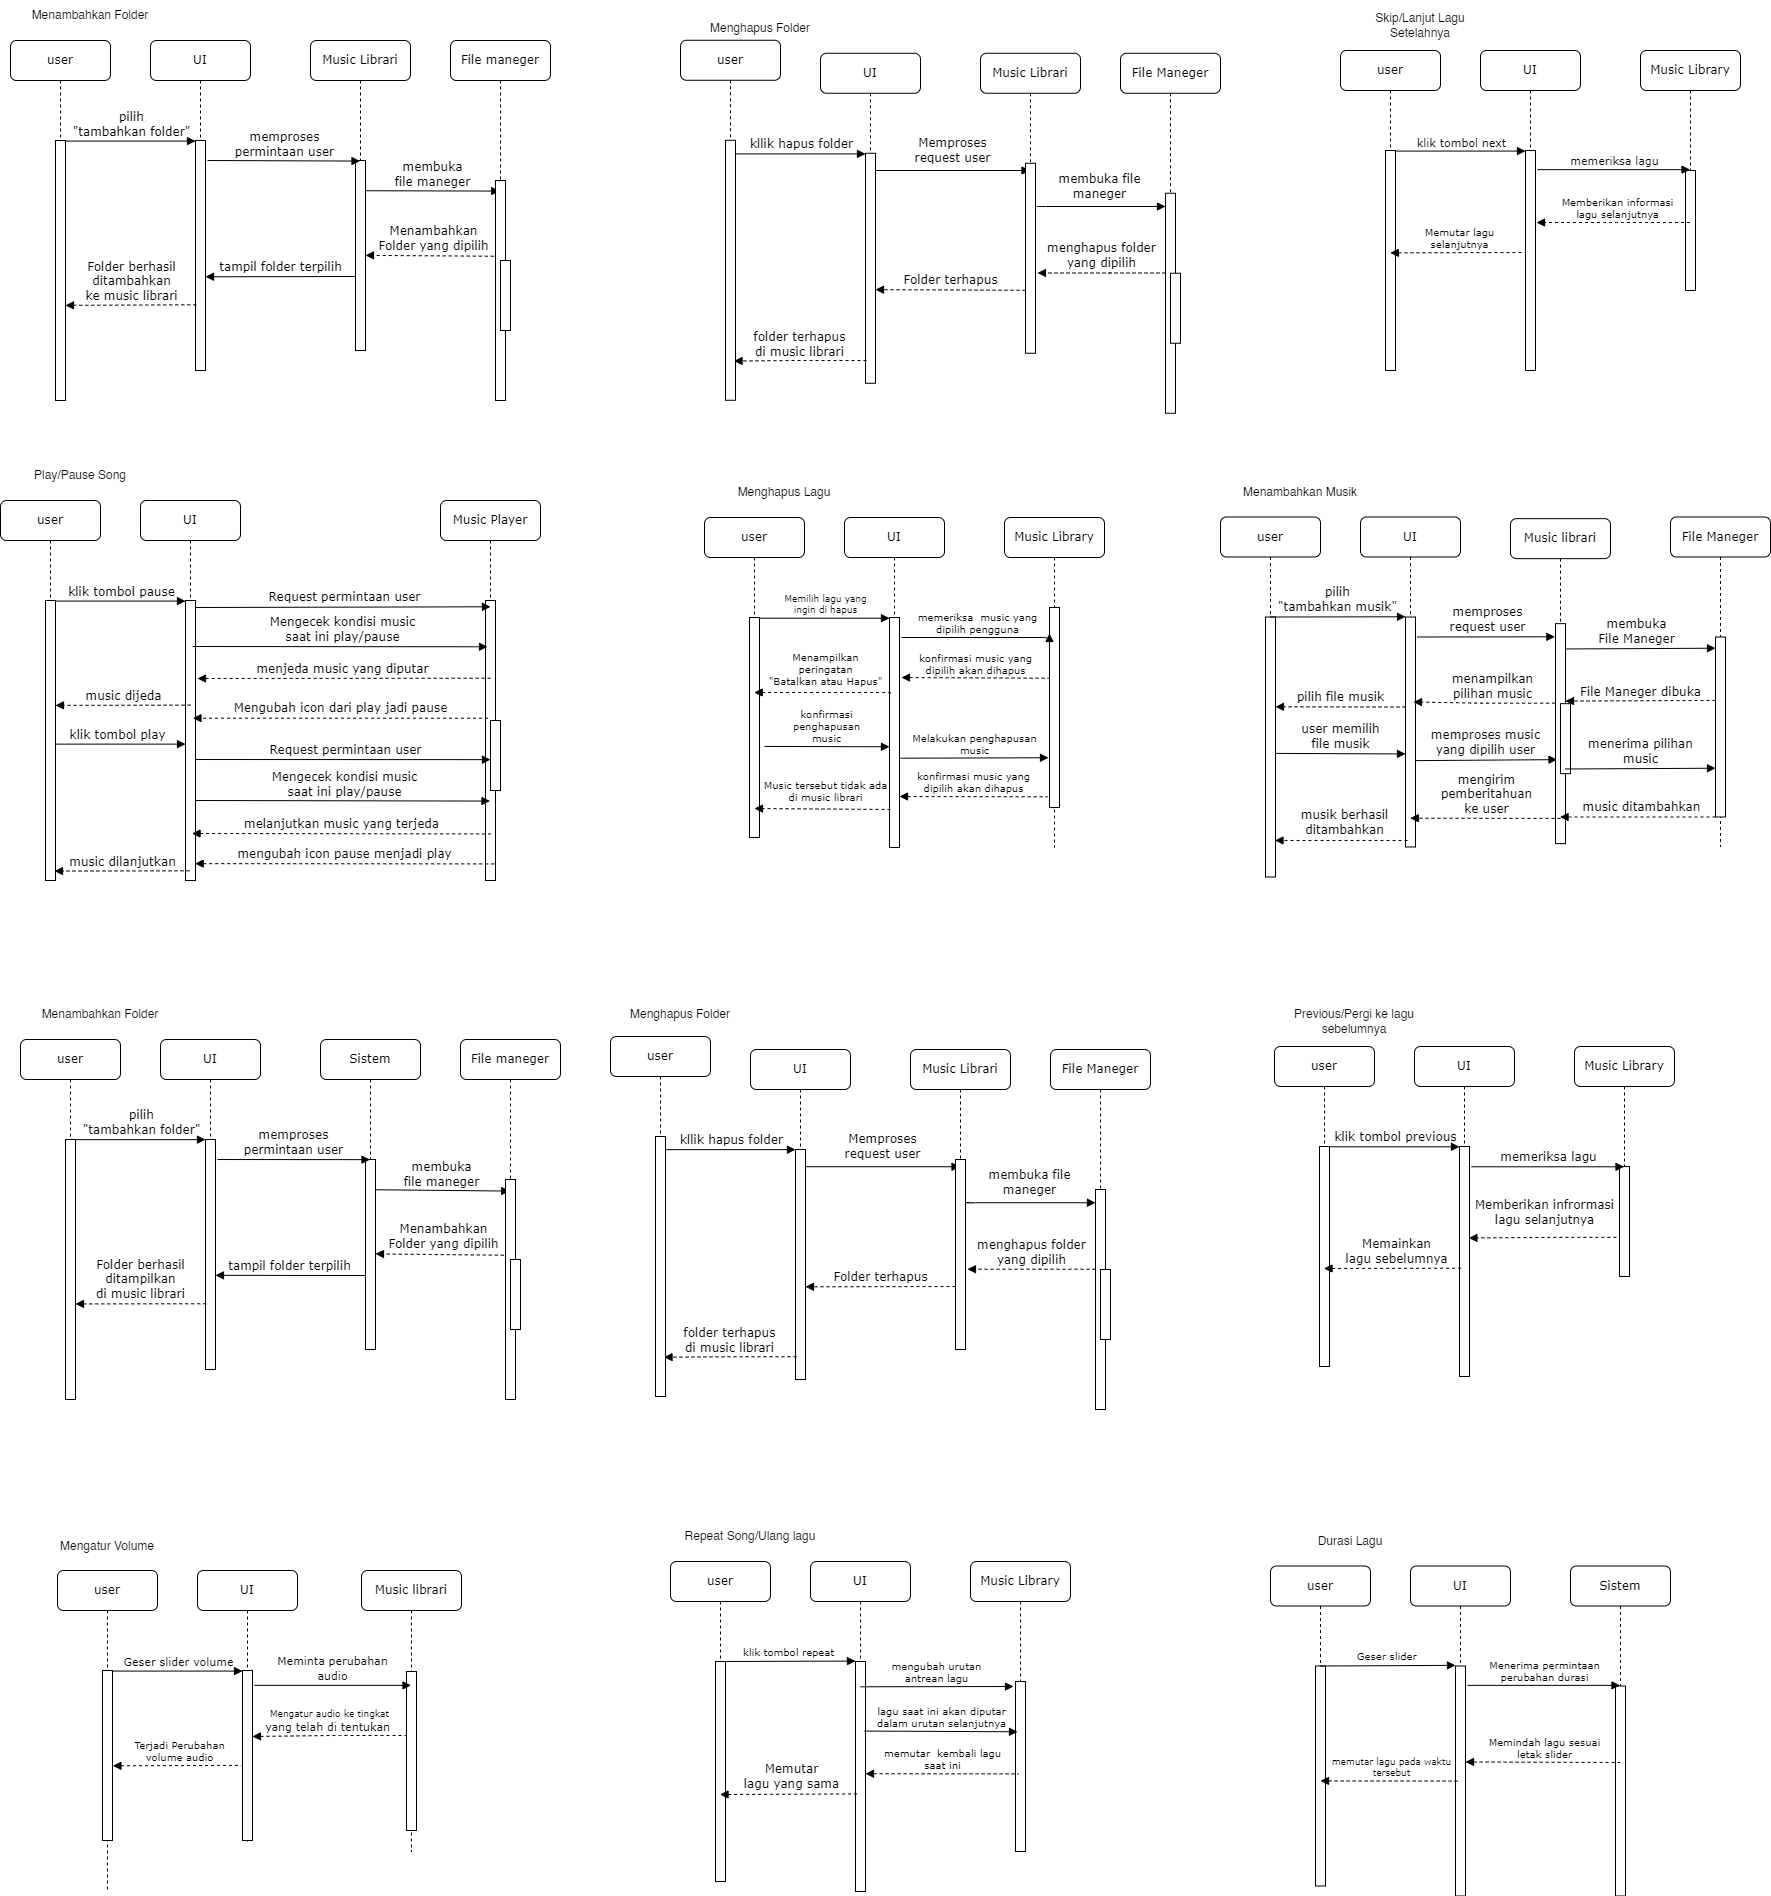 Menambahkan Folder
user
UI
Music Librari
File maneger
pilih
"tambahkan folder"
memproses
permintaan user
membuka
file maneger
Menambahkan
Folder yang dipilih
tampil folder terpilih
Folder berhasil
ditambahkan
ke music librari
Menghapus Folder
user
UI
Music Librari
File Maneger
kllik hapus folder
Memproses
request user
membuka file
maneger
menghapus folder
yang dipilih
Folder terhapus
folder terhapus
di music librari
Skip/Lanjut Lagu
Setelahnya
user
UI
Music Library
klik tombol next
memeriksa lagu
Memberikan informasi
lagu selanjutnya
Memutar lagu
selanjutnya
Play/Pause Song
user
UI
Music Player
klik tombol pause
Request permintaan user
Mengecek kondisi music
saat ini play/pause
menjeda music yang diputar
music dijeda
Mengubah icon dari play jadi pause
klik tombol play
Request permintaan user
Mengecek kondisi music
saat ini play/pause
melanjutkan music yang terjeda
mengubah icon pause menjadi play
music dilanjutkan
Menghapus Lagu
user
UI
Music Library
Memilih lagu yang
ingin di hapus
memeriksa  music yang
dipilih pengguna
konfirmasi music yang
dipilih akan dihapus
Menampilkan
peringatan
"Batalkan atau Hapus"
konfirmasi
penghapusan
music
Melakukan penghapusan
music
konfirmasi music yang
dipilih akan dihapus
Music tersebut tidak ada
di music librari
Menambahkan Musik
user
UI
Music librari
File Maneger
pilih
"tambahkan musik"
memproses
request user
membuka
File Maneger
File Maneger dibuka
menampilkan
pilihan music
pilih file musik
user memilih
file musik
memproses music
yang dipilih user
menerima pilihan
music
music ditambahkan
mengirim
pemberitahuan
ke user
musik berhasil
ditambahkan
Menambahkan Folder
user
UI
Sistem
File maneger
pilih
"tambahkan folder"
memproses
permintaan user
membuka
file maneger
Menambahkan
Folder yang dipilih
tampil folder terpilih
Folder berhasil
ditampilkan
di music librari
Menghapus Folder
user
UI
Music Librari
File Maneger
kllik hapus folder
Memproses
request user
membuka file
maneger
menghapus folder
yang dipilih
Folder terhapus
folder terhapus
di music librari
Previous/Pergi ke lagu
sebelumnya
user
UI
Music Library
klik tombol previous
memeriksa lagu
Memberikan infrormasi
lagu selanjutnya
Memainkan
lagu sebelumnya
Mengatur Volume
user
UI
Music librari
Geser slider volume
Meminta perubahan
audio
Mengatur audio ke tingkat
yang telah di tentukan
Terjadi Perubahan
volume audio
Repeat Song/Ulang lagu
user
UI
Music Library
klik tombol repeat
mengubah urutan
antrean lagu
lagu saat ini akan diputar
dalam urutan selanjutnya
memutar  kembali lagu
saat ini
Memutar
lagu yang sama
Durasi Lagu
user
UI
Sistem
Geser slider
Menerima permintaan
perubahan durasi
Memindah lagu sesuai
letak slider
memutar lagu pada waktu
tersebut